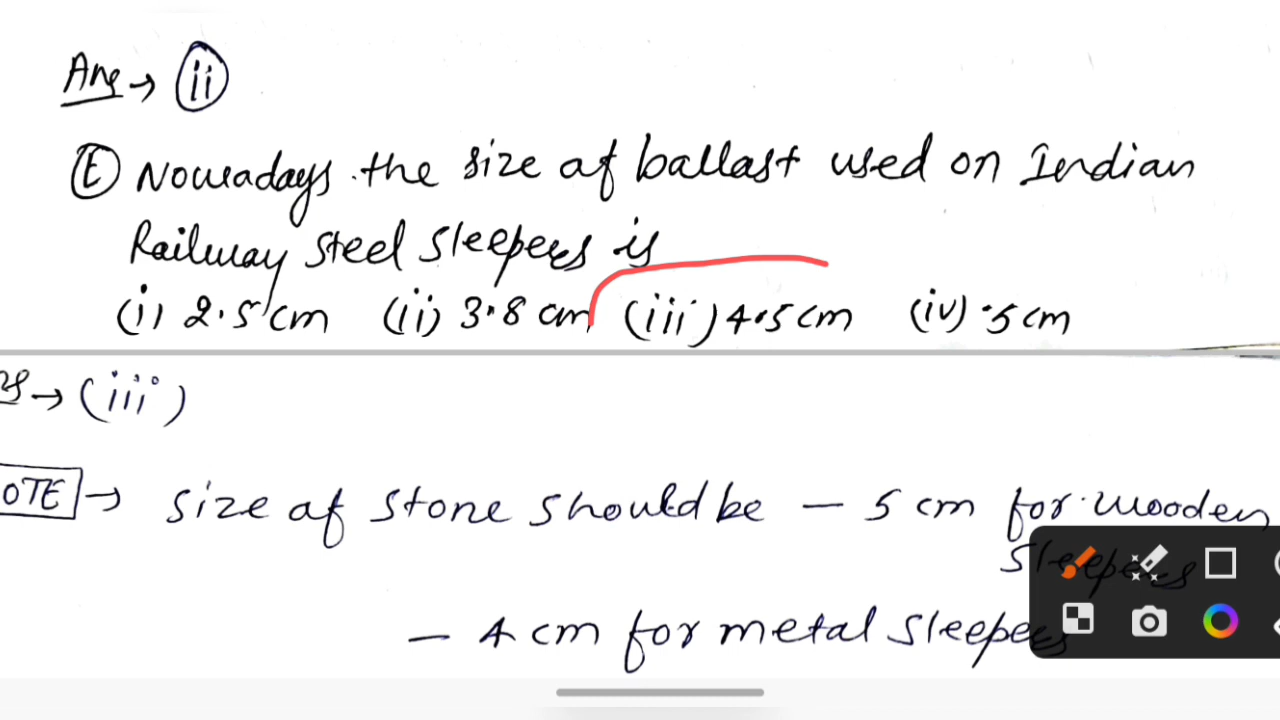 Ans → (ii)
(E) Nowadays the size of ballast used on Indian
Railway steel sleepers is
(i) 2.5 cm (ii) 3.8 cm (iii) 4.5 cm (iv) .5 cm
→ (iii)
OTE → size of stone should be – 5 cm for wooden
sleepers
– 4 cm for metal sleepers